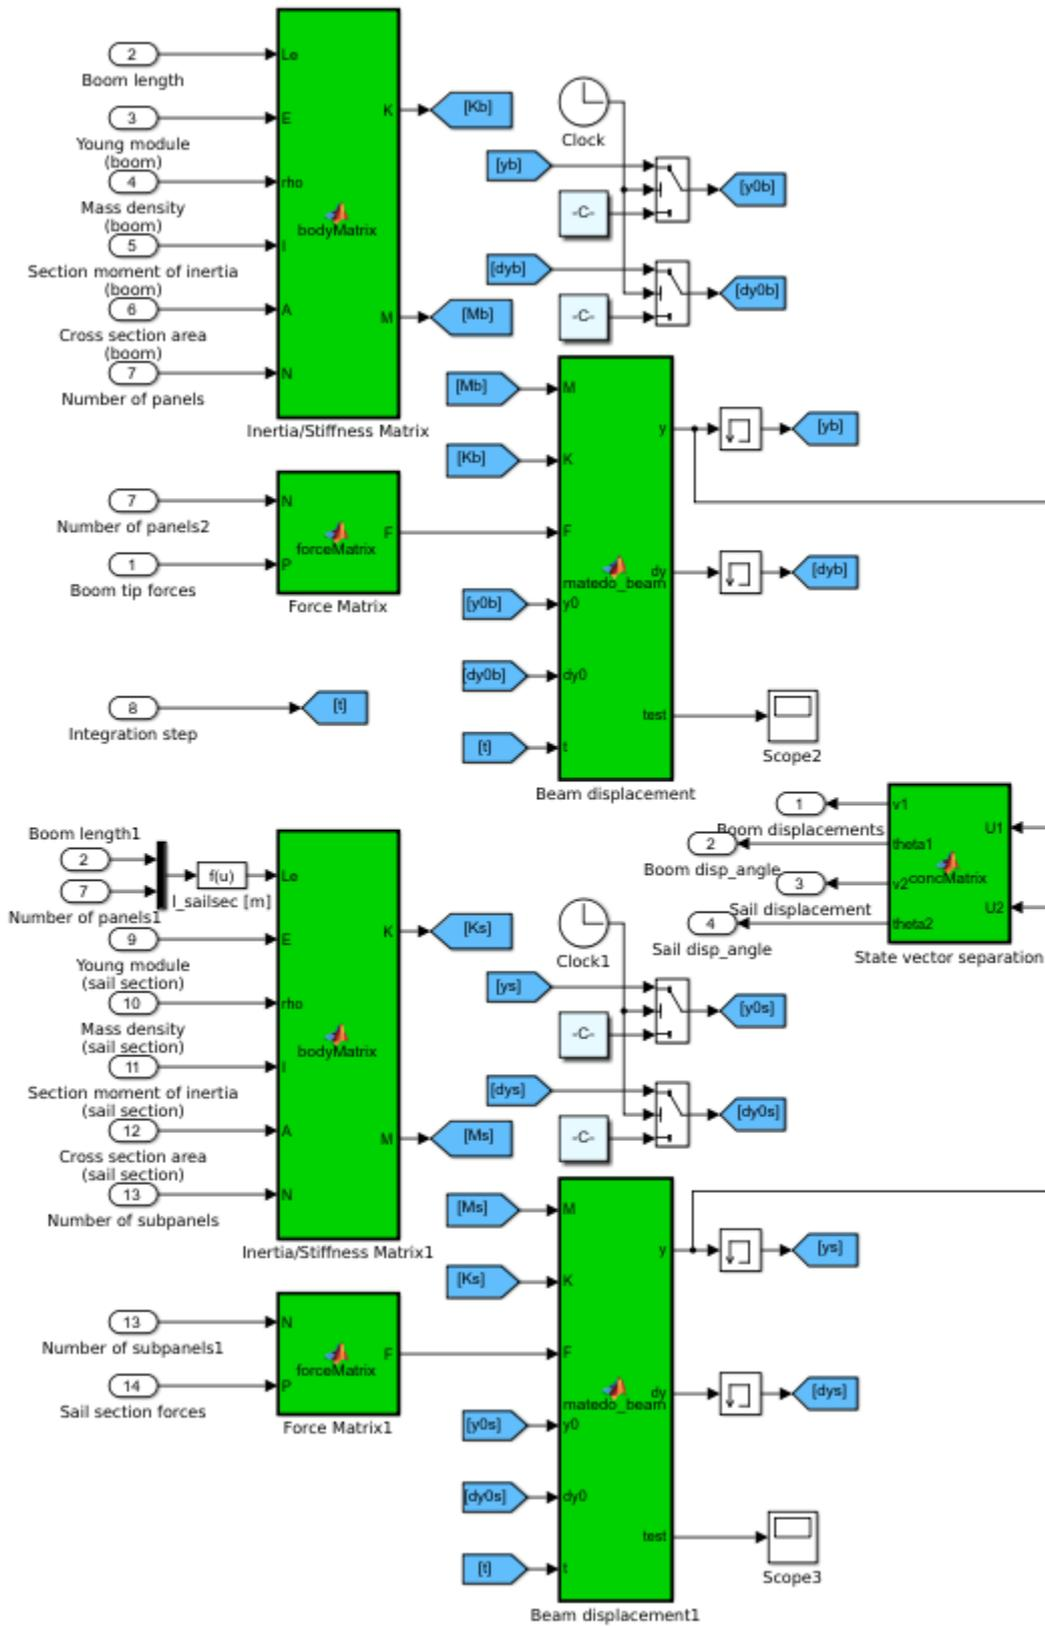 2
Le
Boom length
K
[Kb]
3
E
Young module
(boom)
Clock
[yb]
[y0b]
-C-
4
rho
Mass density
(boom)
bodyMatrix
5
I
Section moment of inertia
(boom)
[dyb]
[dy0b]
-C-
6
A
Cross section area
(boom)
M
[Mb]
7
N
Number of panels
Inertia/Stiffness Matrix
[Mb]
M
y
[yb]
[Kb]
K
7
N
Number of panels2
forceMatrix
F
F
1
P
Boom tip forces
Force Matrix
matedo_beam
dy
[dyb]
[y0b]
y0
[dy0b]
dy0
8
[t]
Integration step
test
Scope2
[t]
t
Beam displacement
1
v1
Boom displacements
U1
2
theta1
Boom disp_angle
concMatrix
3
v2
Sail displacement
U2
4
theta2
Sail disp_angle
State vector separation
Boom length1
2
7
f(u)
Le
l_sailsec [m]
Number of panels1
K
[Ks]
9
E
Young module
(sail section)
Clock1
[ys]
[y0s]
-C-
10
rho
Mass density
(sail section)
bodyMatrix
11
I
Section moment of inertia
(sail section)
[dys]
[dy0s]
-C-
12
A
Cross section area
(sail section)
M
[Ms]
13
N
Number of subpanels
Inertia/Stiffness Matrix1
[Ms]
M
y
[ys]
[Ks]
K
13
N
Number of subpanels1
forceMatrix
F
F
14
P
Sail section forces
Force Matrix1
matedo_beam
dy
[dys]
[y0s]
y0
[dy0s]
dy0
test
Scope3
[t]
t
Beam displacement1